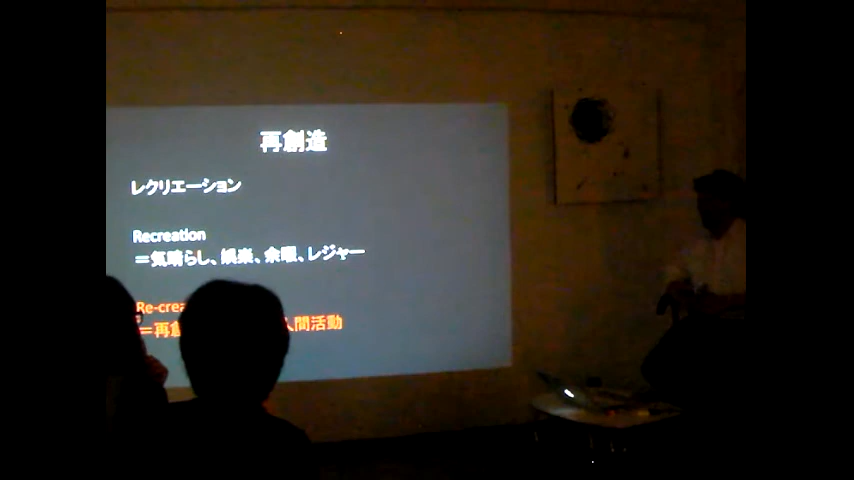 再創造
レクリエーション
Recreation
＝気晴らし、娯楽、余暇、レジャー
Re-crea
＝再創 人間活動